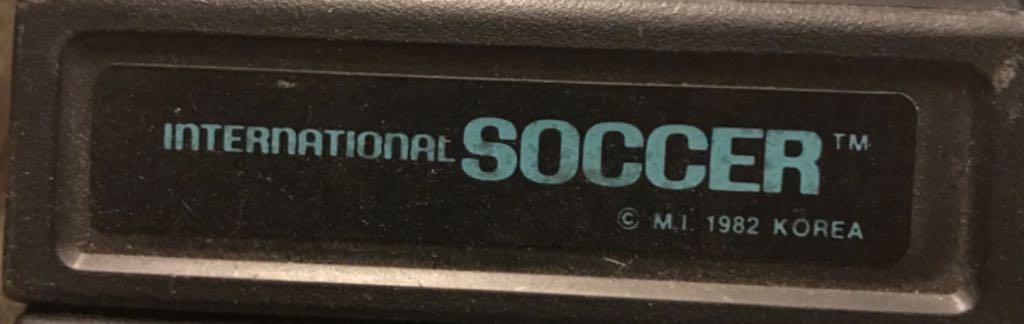 INTERNATIONAL SOCCER™
© M.I. 1982 KOREA